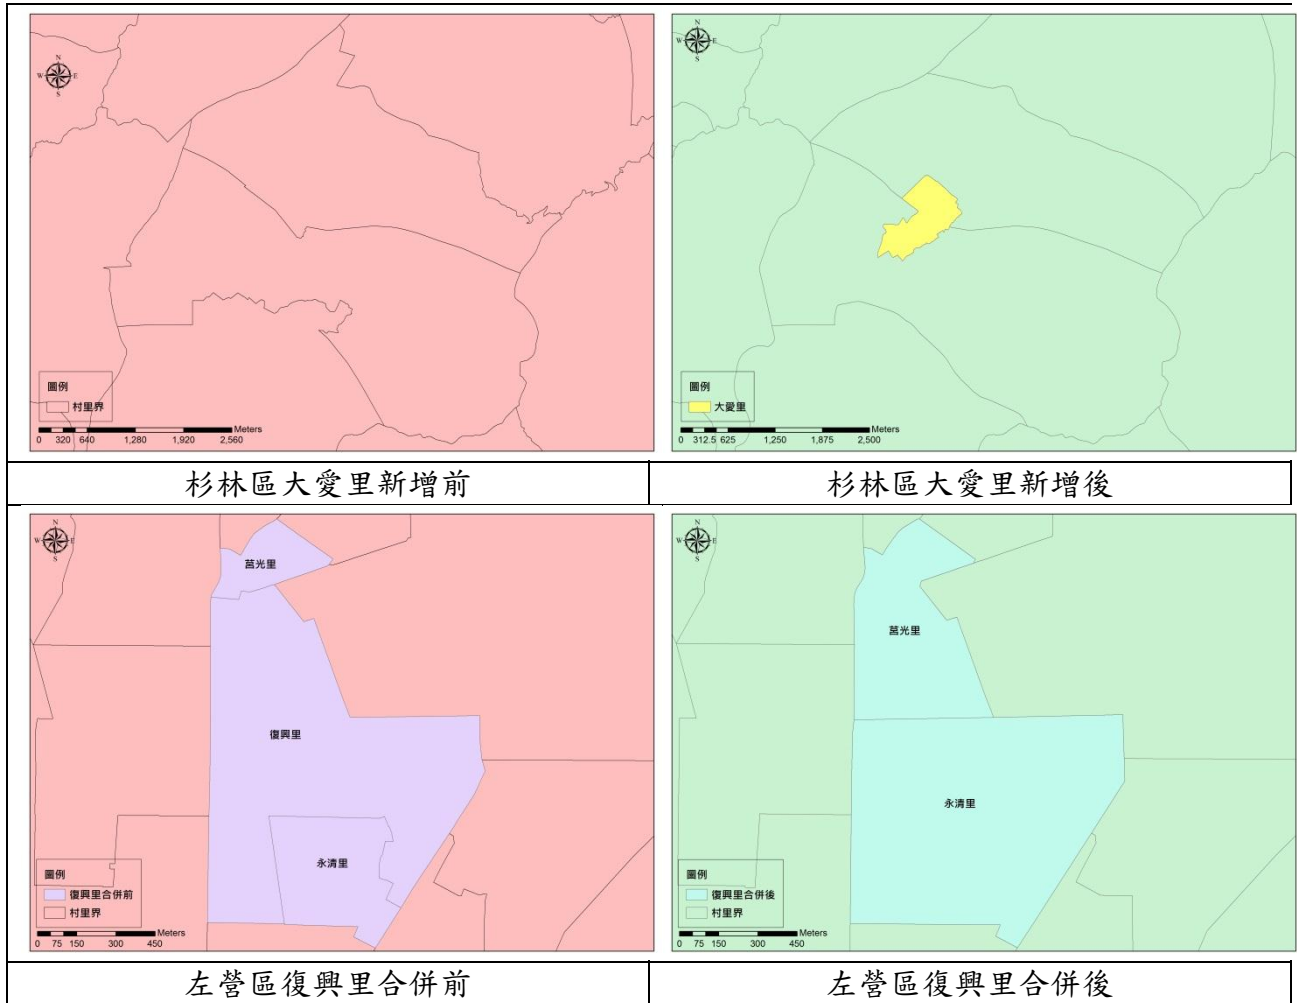 N
W E
S
圖例
村里界
Meters
0 320 640 1,280 1,920 2,560
N
W E
S
圖例
大愛里
Meters
0 312.5 625 1,250 1,875 2,500
杉林區大愛里新增前
杉林區大愛里新增後
N
W E
S
莒光里
復興里
永清里
圖例
復興里合併前
村里界
Meters
0 75 150 300 450
N
W E
S
莒光里
永清里
圖例
復興里合併後
村里界
Meters
0 75 150 300 450
左營區復興里合併前
左營區復興里合併後